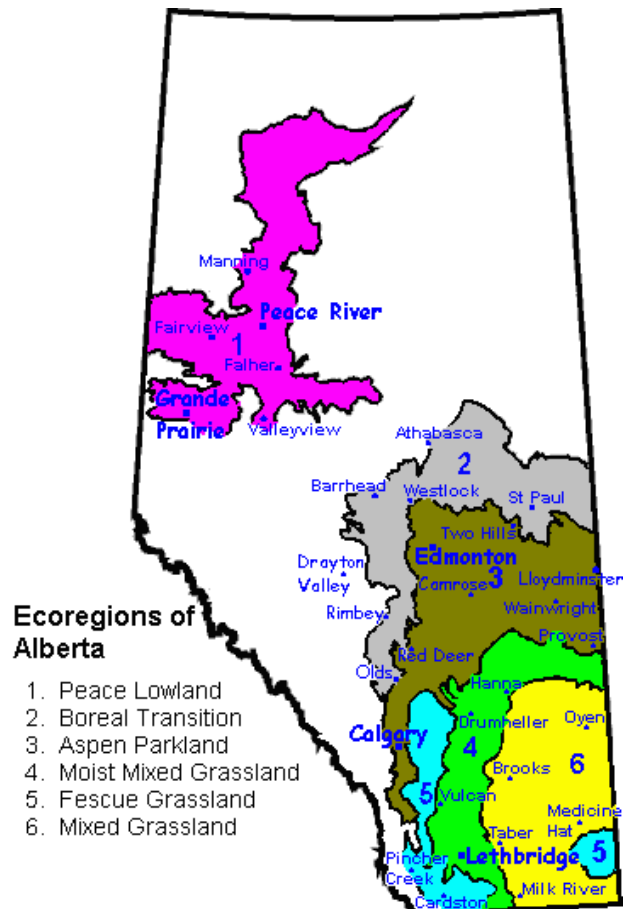 Manning
Peace River
Fairview
1
Falher
Grande
Prairie
Valleyview
Athabasca
2
Barrhead
Westlock
St Paul
Two Hills
Edmonton
Drayton
Valley
3
Lloydminster
Camrose
Wainwright
Rimbey
Provost
Red Deer
Olds
Hanna
Drumheller
Oyen
Calgary
4
6
Brooks
5
Vulcan
Medicine
Hat
Taber
Pincher
Creek
Lethbridge
5
Cardston
Milk River
Ecoregions of
Alberta
1. Peace Lowland
2. Boreal Transition
3. Aspen Parkland
4. Moist Mixed Grassland
5. Fescue Grassland
6. Mixed Grassland